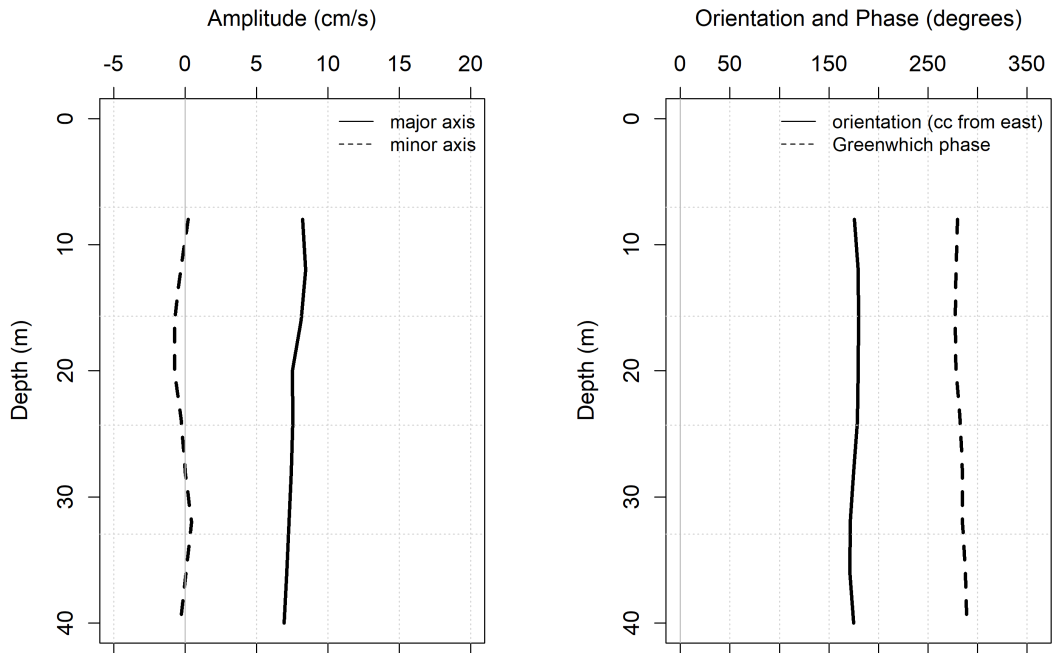 Amplitude (cm/s)
-5 0 5 10 15 20
major axis
minor axis
Depth (m)
0
10
20
30
40
Orientation and Phase (degrees)
0 50 150 250 350
orientation (cc from east)
Greenwhich phase
Depth (m)
0
10
20
30
40